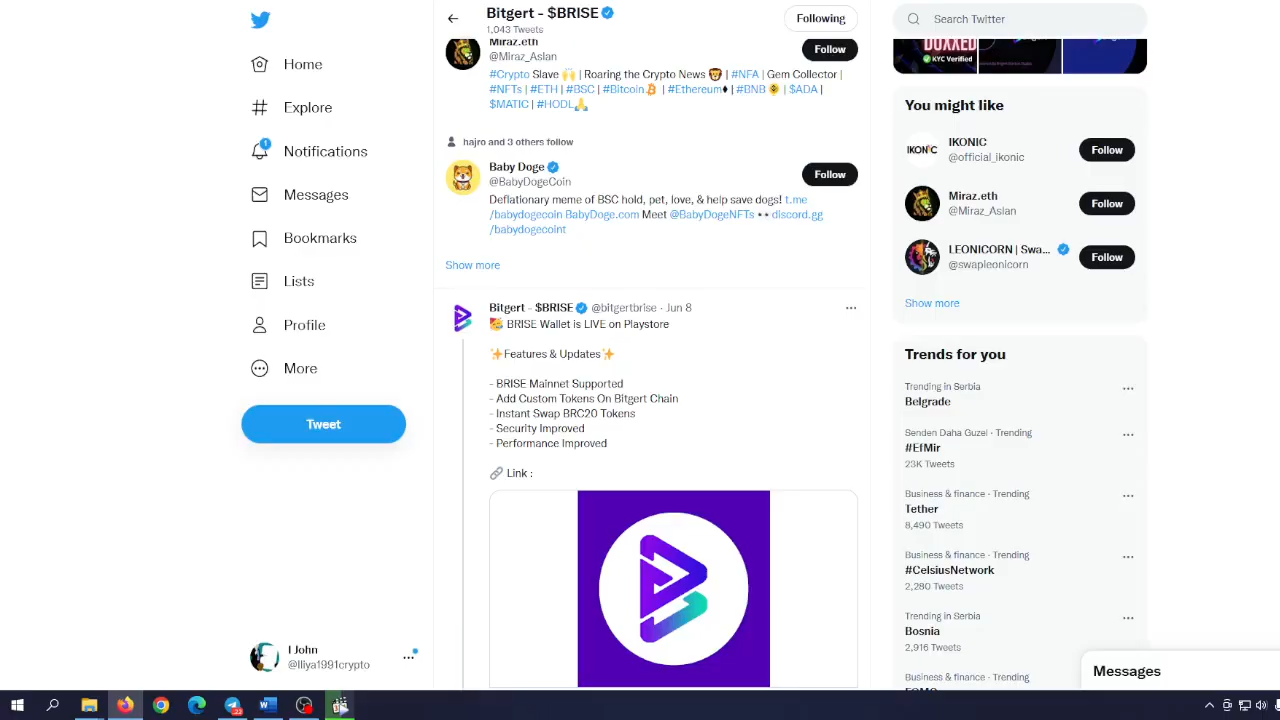 Home
Explore
1
Notifications
Messages
Bookmarks
Lists
Profile
More
Tweet
I John
@Iliya1991crypto
Bitgert - $BRISE
1,043 Tweets
Following
Miraz.eth
@Miraz_Aslan
Follow
#Crypto Slave 🙌 | Roaring the Crypto News 🦁 | #NFA | Gem Collector |
#NFTs | #ETH | #BSC | #Bitcoin | #Ethereum♦ | #BNB | $ADA |
$MATIC | #HODL🙏
hajro and 3 others follow
Baby Doge
@BabyDogeCoin
Follow
Deflationary meme of BSC hold, pet, love, & help save dogs! t.me
/babydogecoin BabyDoge.com Meet @BabyDogeNFTs 👀 discord.gg
/babydogecoint
Show more
Bitgert - $BRISE @bitgertbrise · Jun 8
🥳 BRISE Wallet is LIVE on Playstore
✨Features & Updates✨
- BRISE Mainnet Supported
- Add Custom Tokens On Bitgert Chain
- Instant Swap BRC20 Tokens
- Security Improved
- Performance Improved
🔗 Link :
Search Twitter
DOXXED
KYC Verified
You might like
IKONIC
IKONIC
@official_ikonic
Follow
Miraz.eth
@Miraz_Aslan
Follow
LEONICORN | Swa...
@swapleonicorn
Follow
Show more
Trends for you
Trending in Serbia
Belgrade
Senden Daha Guzel · Trending
#EfMir
23K Tweets
Business & finance · Trending
Tether
8,490 Tweets
Business & finance · Trending
#CelsiusNetwork
2,280 Tweets
Trending in Serbia
Bosnia
2,916 Tweets
Business & finance · Trending
Messages